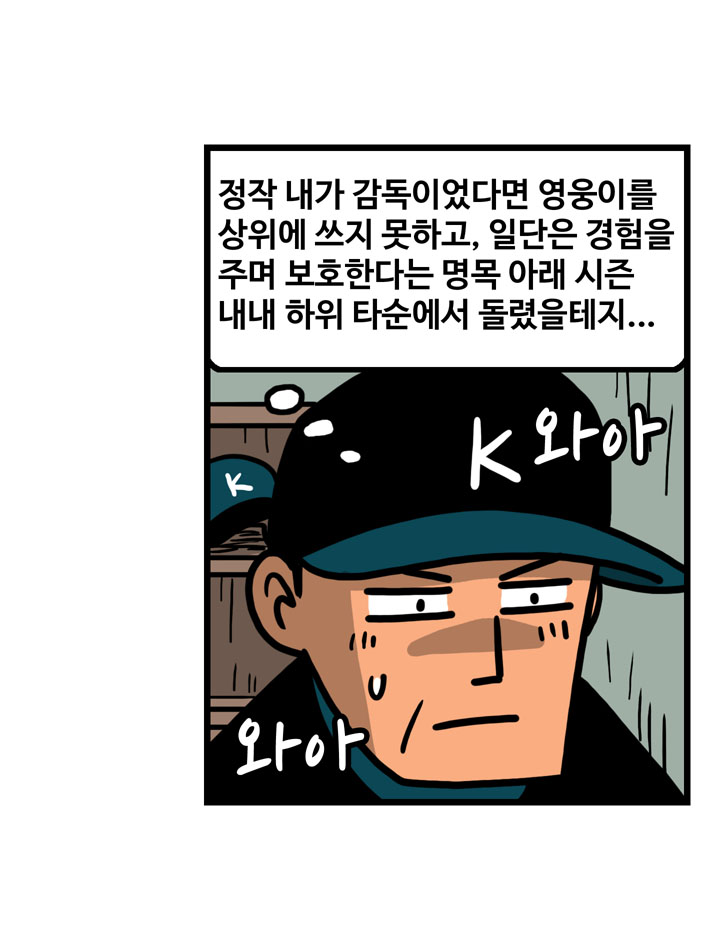 정작 내가 감독이었다면 영웅이를
상위에 쓰지 못하고, 일단은 경험을
주며 보호한다는 명목 아래 시즌
내내 하위 타순에서 돌렸을테지...
K 와아
K
와아